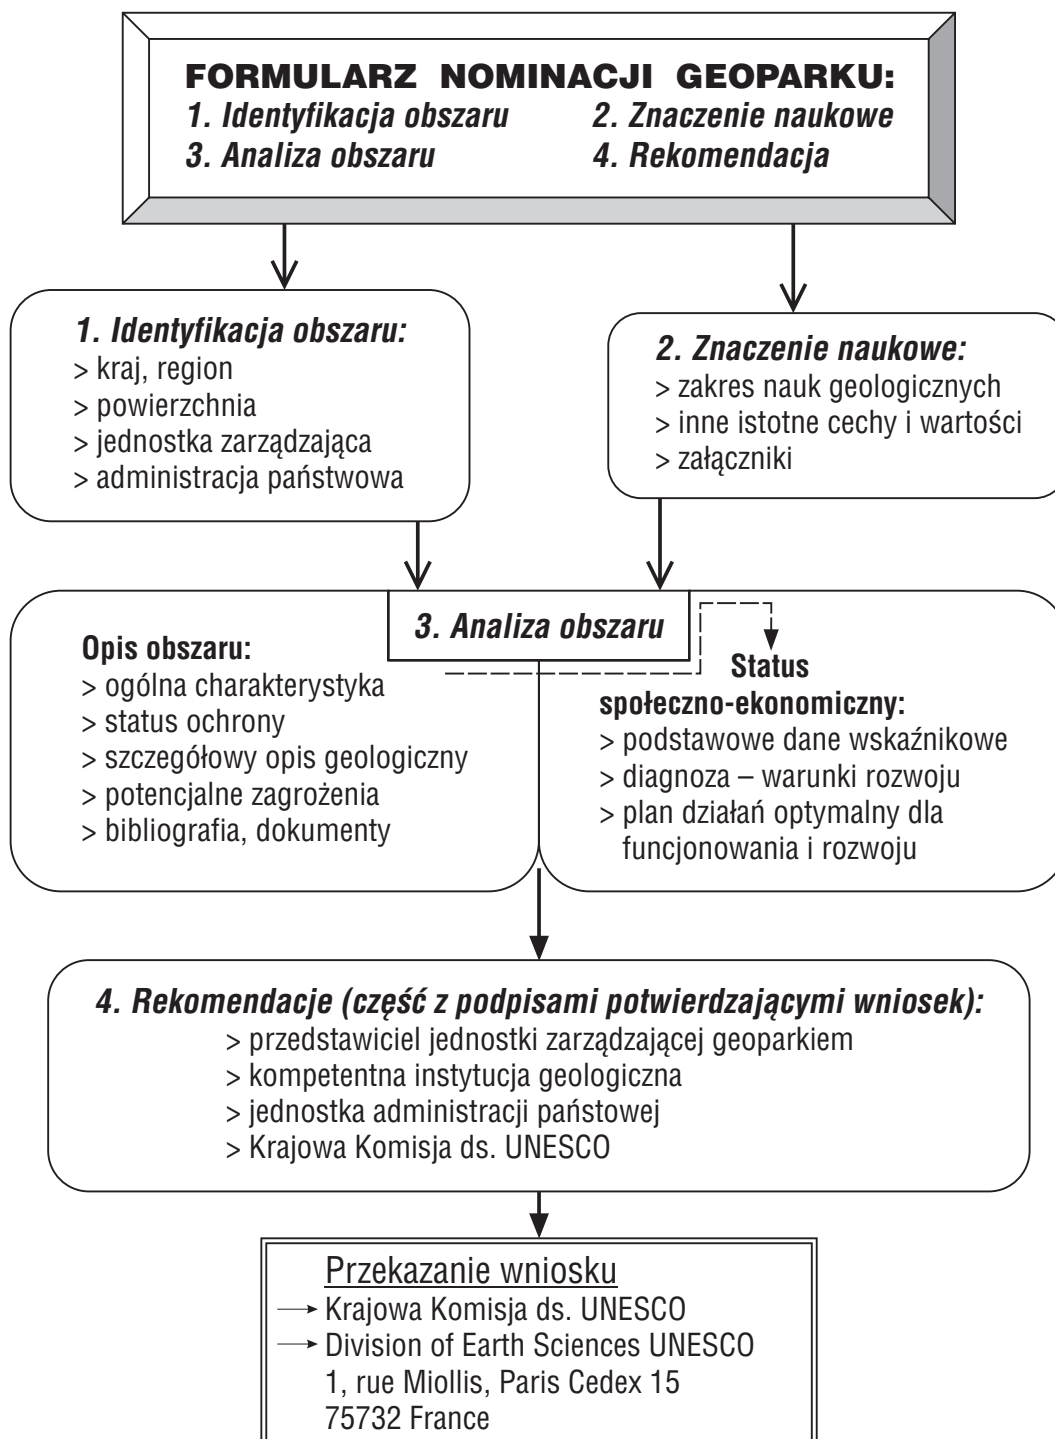 FORMULARZ NOMINACJI GEOPARKU:
1. Identyfikacja obszaru 2. Znaczenie naukowe
3. Analiza obszaru 4. Rekomendacja
1. Identyfikacja obszaru:
> kraj, region
> powierzchnia
> jednostka zarządzająca
> administracja państwowa
2. Znaczenie naukowe:
> zakres nauk geologicznych
> inne istotne cechy i wartości
> załączniki
3. Analiza obszaru
Opis obszaru:
> ogólna charakterystyka
> status ochrony
> szczegółowy opis geologiczny
> potencjalne zagrożenia
> bibliografia, dokumenty
Status
społeczno-ekonomiczny:
> podstawowe dane wskaźnikowe
> diagnoza – warunki rozwoju
> plan działań optymalny dla
funcjonowania i rozwoju
4. Rekomendacje (część z podpisami potwierdzającymi wniosek):
> przedstawiciel jednostki zarządzającej geoparkiem
> kompetentna instytucja geologiczna
> jednostka administracji państowej
> Krajowa Komisja ds. UNESCO
Przekazanie wniosku
Krajowa Komisja ds. UNESCO
Division of Earth Sciences UNESCO
1, rue Miollis, Paris Cedex 15
75732 France